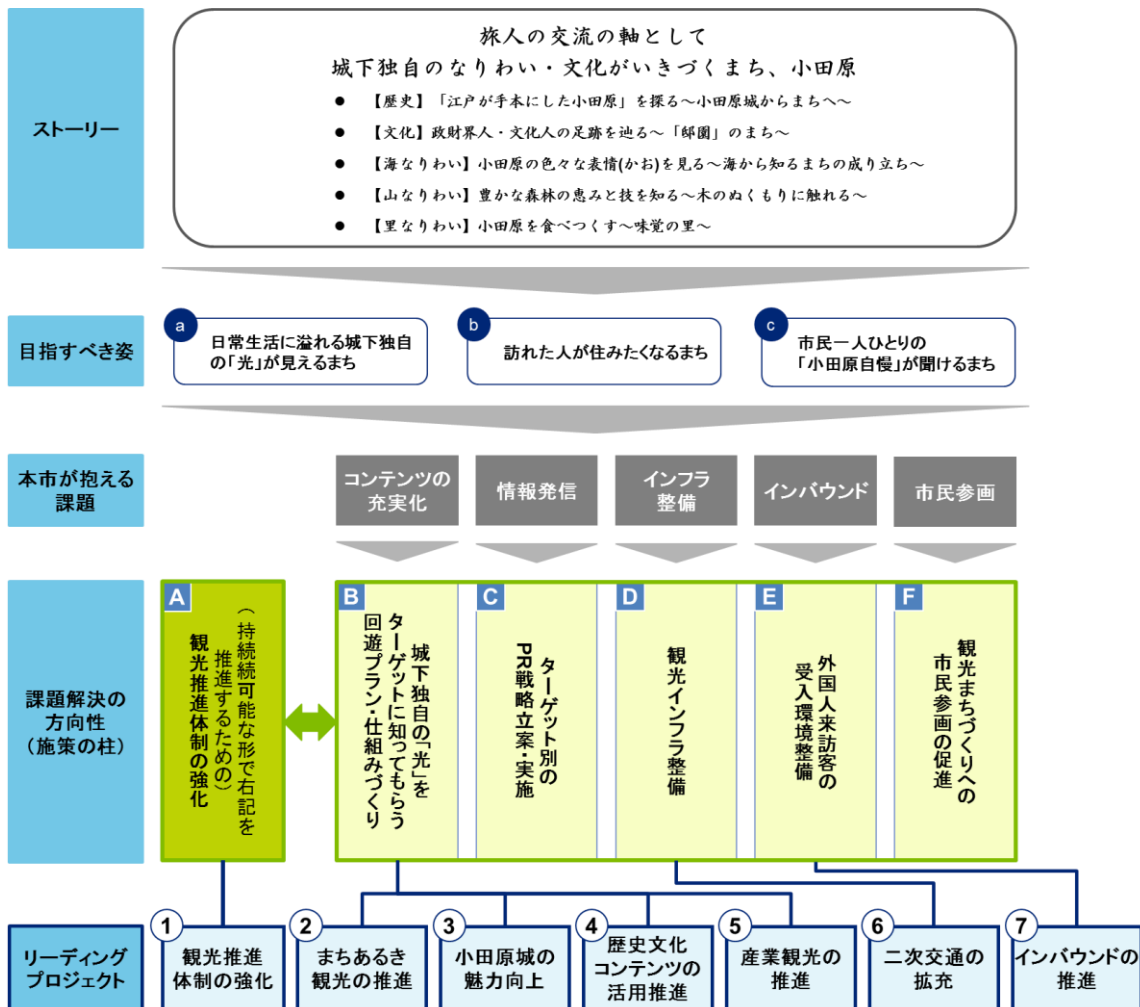 ストーリー
旅人の交流の軸として
城下独自のなりわい・文化がいきづくまち、小田原
● 【歴史】「江戸が手本にした小田原」を探る～小田原城からまちへ～
● 【文化】政財界人・文化人の足跡を辿る～「邸園」のまち～
● 【海なりわい】小田原の色々な表情(かお)を見る～海から知るまちの成り立ち～
● 【山なりわい】豊かな森林の恵みと技を知る～木のぬくもりに触れる～
● 【里なりわい】小田原を食べつくす～味覚の里～
目指すべき姿
a
日常生活に溢れる城下独自
の「光」が見えるまち
b
訪れた人が住みたくなるまち
c
市民一人ひとりの
「小田原自慢」が聞けるまち
本市が抱える
課題
コンテンツの
充実化
情報発信
インフラ
整備
インバウンド
市民参画
課題解決の
方向性
（施策の柱）
A
（持続続可能な形で右記を
推進するための）
観光推進体制の強化
B
城下独自の「光」を
ターゲットに知ってもらう
回遊プラン・仕組みづくり
C
ターゲット別の
PR戦略立案・実施
D
観光インフラ整備
E
外国人来訪客の
受入環境整備
F
観光まちづくりへの
市民参画の促進
リーディング
プロジェクト
1
観光推進
体制の強化
2
まちあるき
観光の推進
3
小田原城の
魅力向上
4
歴史文化
コンテンツの
活用推進
5
産業観光の
推進
6
二次交通の
拡充
7
インバウンドの
推進